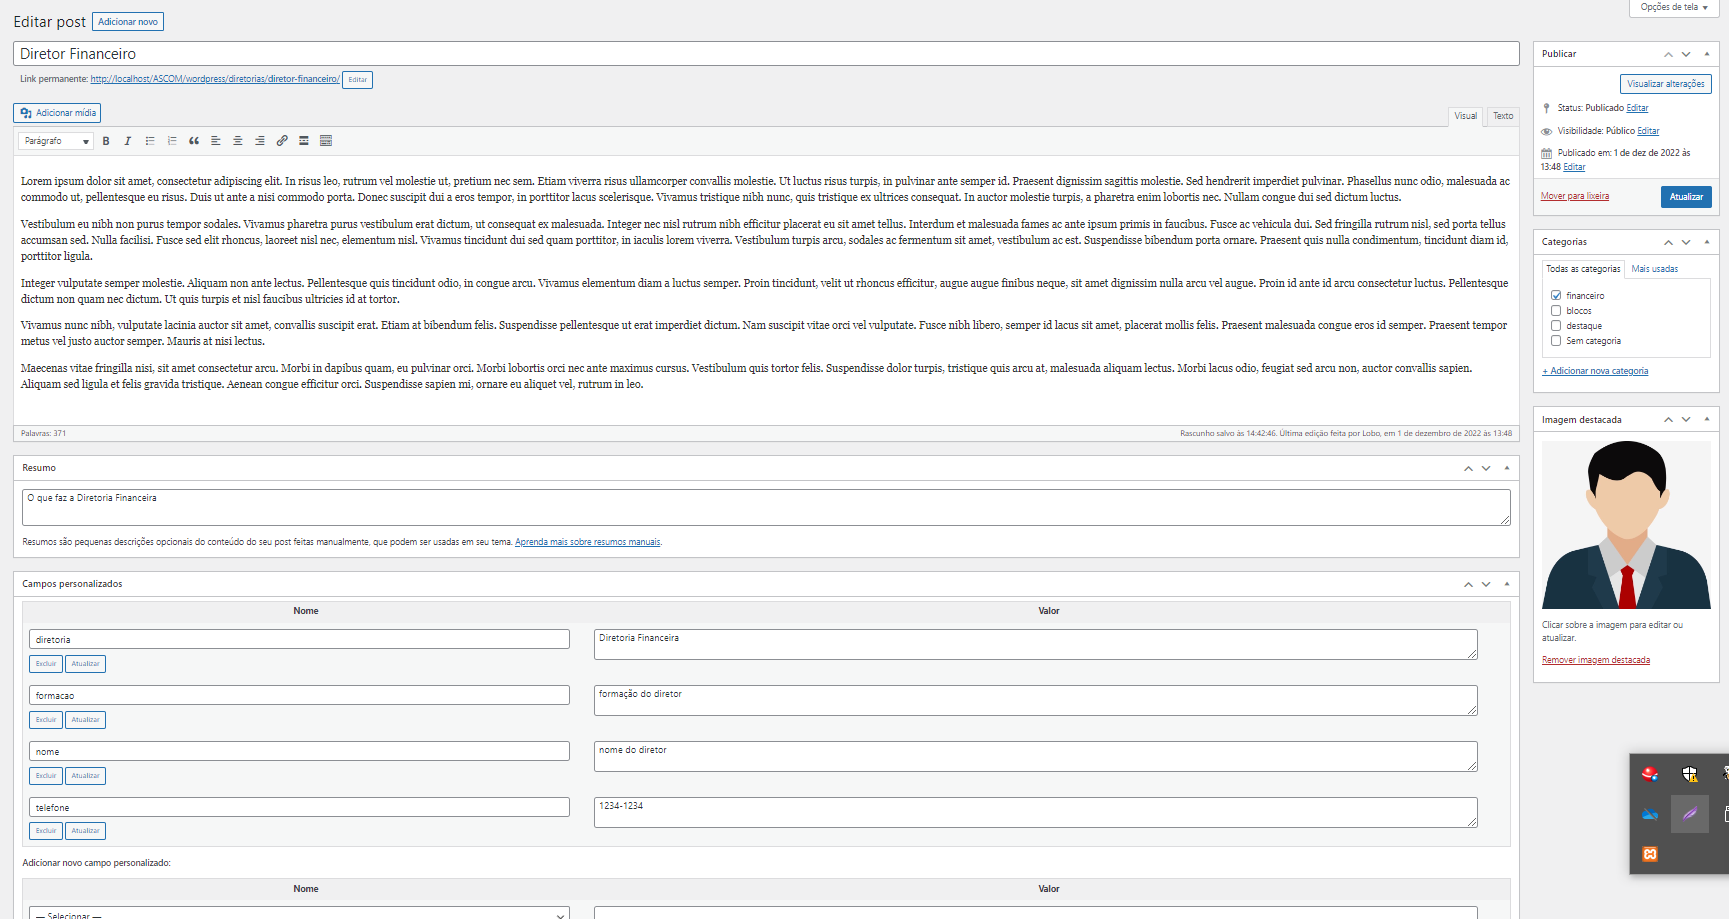 Opções de tela
Editar post
Adicionar novo
Diretor Financeiro
Link permanente: http://localhost/ASCOM/wordpress/diretorias/diretor-financeiro/ Editar
Adicionar mídia
Visual
Texto
Parágrafo
Lorem ipsum dolor sit amet, consectetur adipiscing elit. In risus leo, rutrum vel molestie ut, pretium nec sem. Etiam viverra risus ullamcorper convallis molestie. Ut luctus risus turpis, in pulvinar ante semper id. Praesent dignissim sagittis molestie. Sed hendrerit imperdiet pulvinar. Phasellus nunc odio, malesuada ac
commodo ut, pellentesque eu risus. Duis ut ante a nisi commodo porta. Donec suscipit dui a eros tempor, in porttitor lacus scelerisque. Vivamus tristique nibh nunc, quis tristique ex ultrices consequat. In auctor molestie turpis, a pharetra enim lobortis nec. Nullam congue dui sed dictum luctus.
Vestibulum eu nibh non purus tempor sodales. Vivamus pharetra purus vestibulum erat dictum, ut consequat ex malesuada. Integer nec nisl rutrum nibh efficitur placerat eu sit amet tellus. Interdum et malesuada fames ac ante ipsum primis in faucibus. Fusce ac vehicula dui. Sed fringilla rutrum nisl, sed porta tellus
accumsan sed. Nulla facilisi. Fusce sed elit rhoncus, laoreet nisl nec, elementum nisl. Vivamus tincidunt dui sed quam porttitor, in iaculis lorem viverra. Vestibulum turpis arcu, sodales ac fermentum sit amet, vestibulum ac est. Suspendisse bibendum porta ornare. Praesent quis nulla condimentum, tincidunt diam id,
porttitor ligula.
Integer vulputate semper molestie. Aliquam non ante lectus. Pellentesque quis tincidunt odio, in congue arcu. Vivamus elementum diam a luctus semper. Proin tincidunt, velit ut rhoncus efficitur, augue augue finibus neque, sit amet dignissim nulla arcu vel augue. Proin id ante id arcu consectetur luctus. Pellentesque
dictum non quam nec dictum. Ut quis turpis et nisl faucibus ultricies id at tortor.
Vivamus nunc nibh, vulputate lacinia auctor sit amet, convallis suscipit erat. Etiam at bibendum felis. Suspendisse pellentesque ut erat imperdiet dictum. Nam suscipit vitae orci vel vulputate. Fusce nibh libero, semper id lacus sit amet, placerat mollis felis. Praesent malesuada congue eros id semper. Praesent tempor
metus vel justo auctor semper. Mauris at nisi lectus.
Maecenas vitae fringilla nisi, sit amet consectetur arcu. Morbi in dapibus quam, eu pulvinar orci. Morbi lobortis orci nec ante maximus cursus. Vestibulum quis tortor felis. Suspendisse dolor turpis, tristique quis arcu at, malesuada aliquam lectus. Morbi lacus odio, feugiat sed arcu non, auctor convallis sapien.
Aliquam sed ligula et felis gravida tristique. Aenean congue efficitur orci. Suspendisse sapien mi, ornare eu aliquet vel, rutrum in leo.
Palavras: 371
Rascunho salvo às 14:42:46. Última edição feita por Lobo, em 1 de dezembro de 2022 às 13:48
Resumo
O que faz a Diretoria Financeira
Resumos são pequenas descrições opcionais do conteúdo do seu post feitas manualmente, que podem ser usadas em seu tema. Aprenda mais sobre resumos manuais.
Campos personalizados
Nome
Valor
diretoria
Diretoria Financeira
Excluir
Atualizar
formacao
formação do diretor
Excluir
Atualizar
nome
nome do diretor
Excluir
Atualizar
telefone
1234-1234
Excluir
Atualizar
Adicionar novo campo personalizado:
Nome
Valor
— Selecionar —
Publicar
Visualizar alterações
Status: Publicado Editar
Visibilidade: Público Editar
Publicado em: 1 de dez de 2022 às
13:48 Editar
Mover para lixeira
Atualizar
Categorias
Todas as categorias
Mais usadas
financeiro
blocos
destaque
Sem categoria
+ Adicionar nova categoria
Imagem destacada
Clicar sobre a imagem para editar ou
atualizar.
Remover imagem destacada